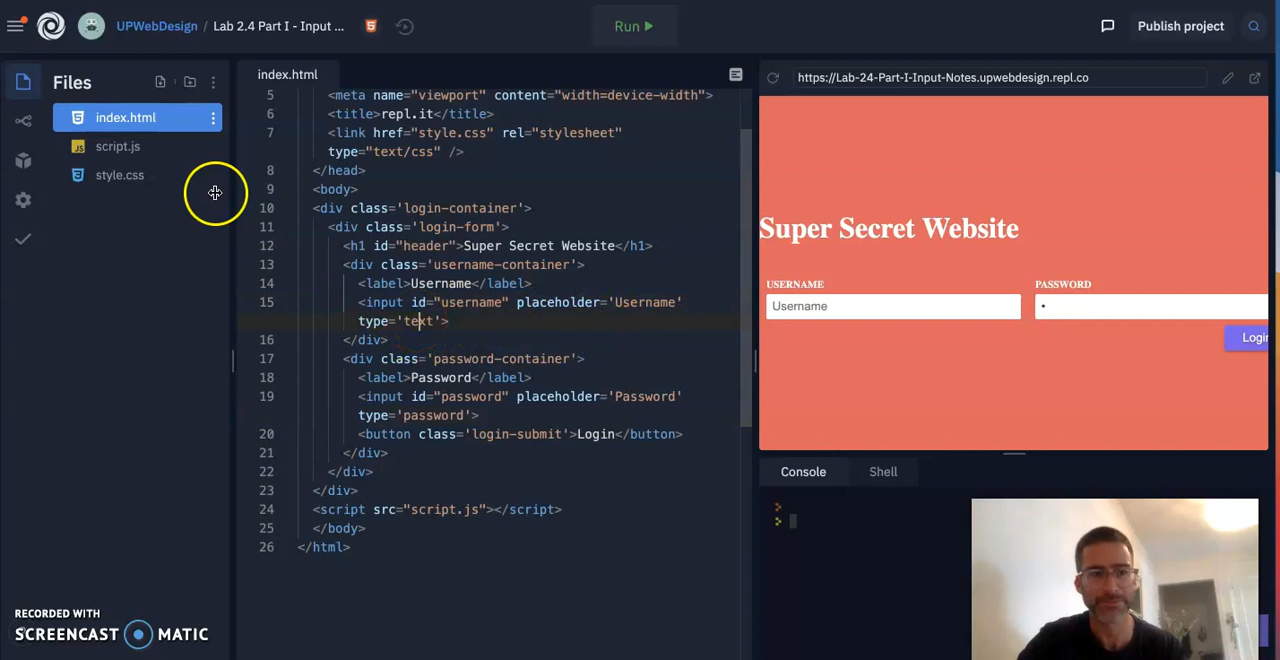 UPWebDesign / Lab 2.4 Part I - Input ...
Run
Publish project
Files
index.html
script.js
style.css
index.html
5 <meta name="viewport" content="width=device-width">
6 <title>repl.it</title>
7 <link href="style.css" rel="stylesheet"
type="text/css" />
8 </head>
9 <body>
10 <div class='login-container'>
11 <div class='login-form'>
12 <h1 id="header">Super Secret Website</h1>
13 <div class='username-container'>
14 <label>Username</label>
15 <input id="username" placeholder='Username'
type='text'>
16 </div>
17 <div class='password-container'>
18 <label>Password</label>
19 <input id="password" placeholder='Password'
type='password'>
20 <button class='login-submit'>Login</button>
21 </div>
22 </div>
23 </div>
24 <script src="script.js"></script>
25 </body>
26 </html>
https://Lab-24-Part-I-Input-Notes.upwebdesign.repl.co
Super Secret Website
USERNAME
Username
PASSWORD
Login
Console
Shell
RECORDED WITH
SCREENCAST MATIC